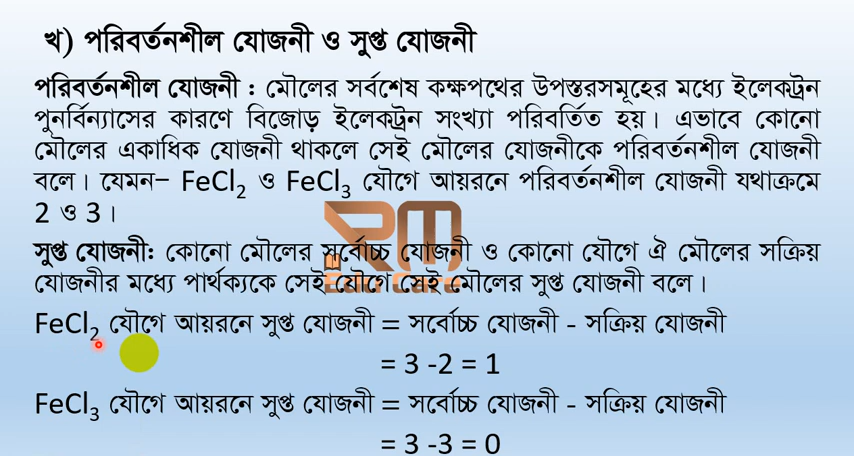 খ) পরিবর্তনশীল যোজনী ও সুপ্ত যোজনী
পরিবর্তনশীল যোজনী : মৌলের সর্বশেষ কক্ষপথের উপস্তরসমূহের মধ্যে ইলেকট্রন
পুনর্বিন্যাসের কারণে বিজোড় ইলেকট্রন সংখ্যা পরিবর্তিত হয়। এভাবে কোনো
মৌলের একাধিক যোজনী থাকলে সেই মৌলের যোজনীকে পরিবর্তনশীল যোজনী
বলে। যেমন– FeCl₂ ও FeCl₃ যৌগে আয়রনে পরিবর্তনশীল যোজনী যথাক্রমে
2 ও 3।
সুপ্ত যোজনী: কোনো মৌলের সর্বোচ্চ যোজনী ও কোনো যৌগে ঐ মৌলের সক্রিয়
যোজনীর মধ্যে পার্থক্যকে সেই যৌগে সেই মৌলের সুপ্ত যোজনী বলে।
FeCl₂ যৌগে আয়রনে সুপ্ত যোজনী = সর্বোচ্চ যোজনী - সক্রিয় যোজনী
= 3 -2 = 1
FeCl₃ যৌগে আয়রনে সুপ্ত যোজনী = সর্বোচ্চ যোজনী - সক্রিয় যোজনী
= 3 -3 = 0
RM